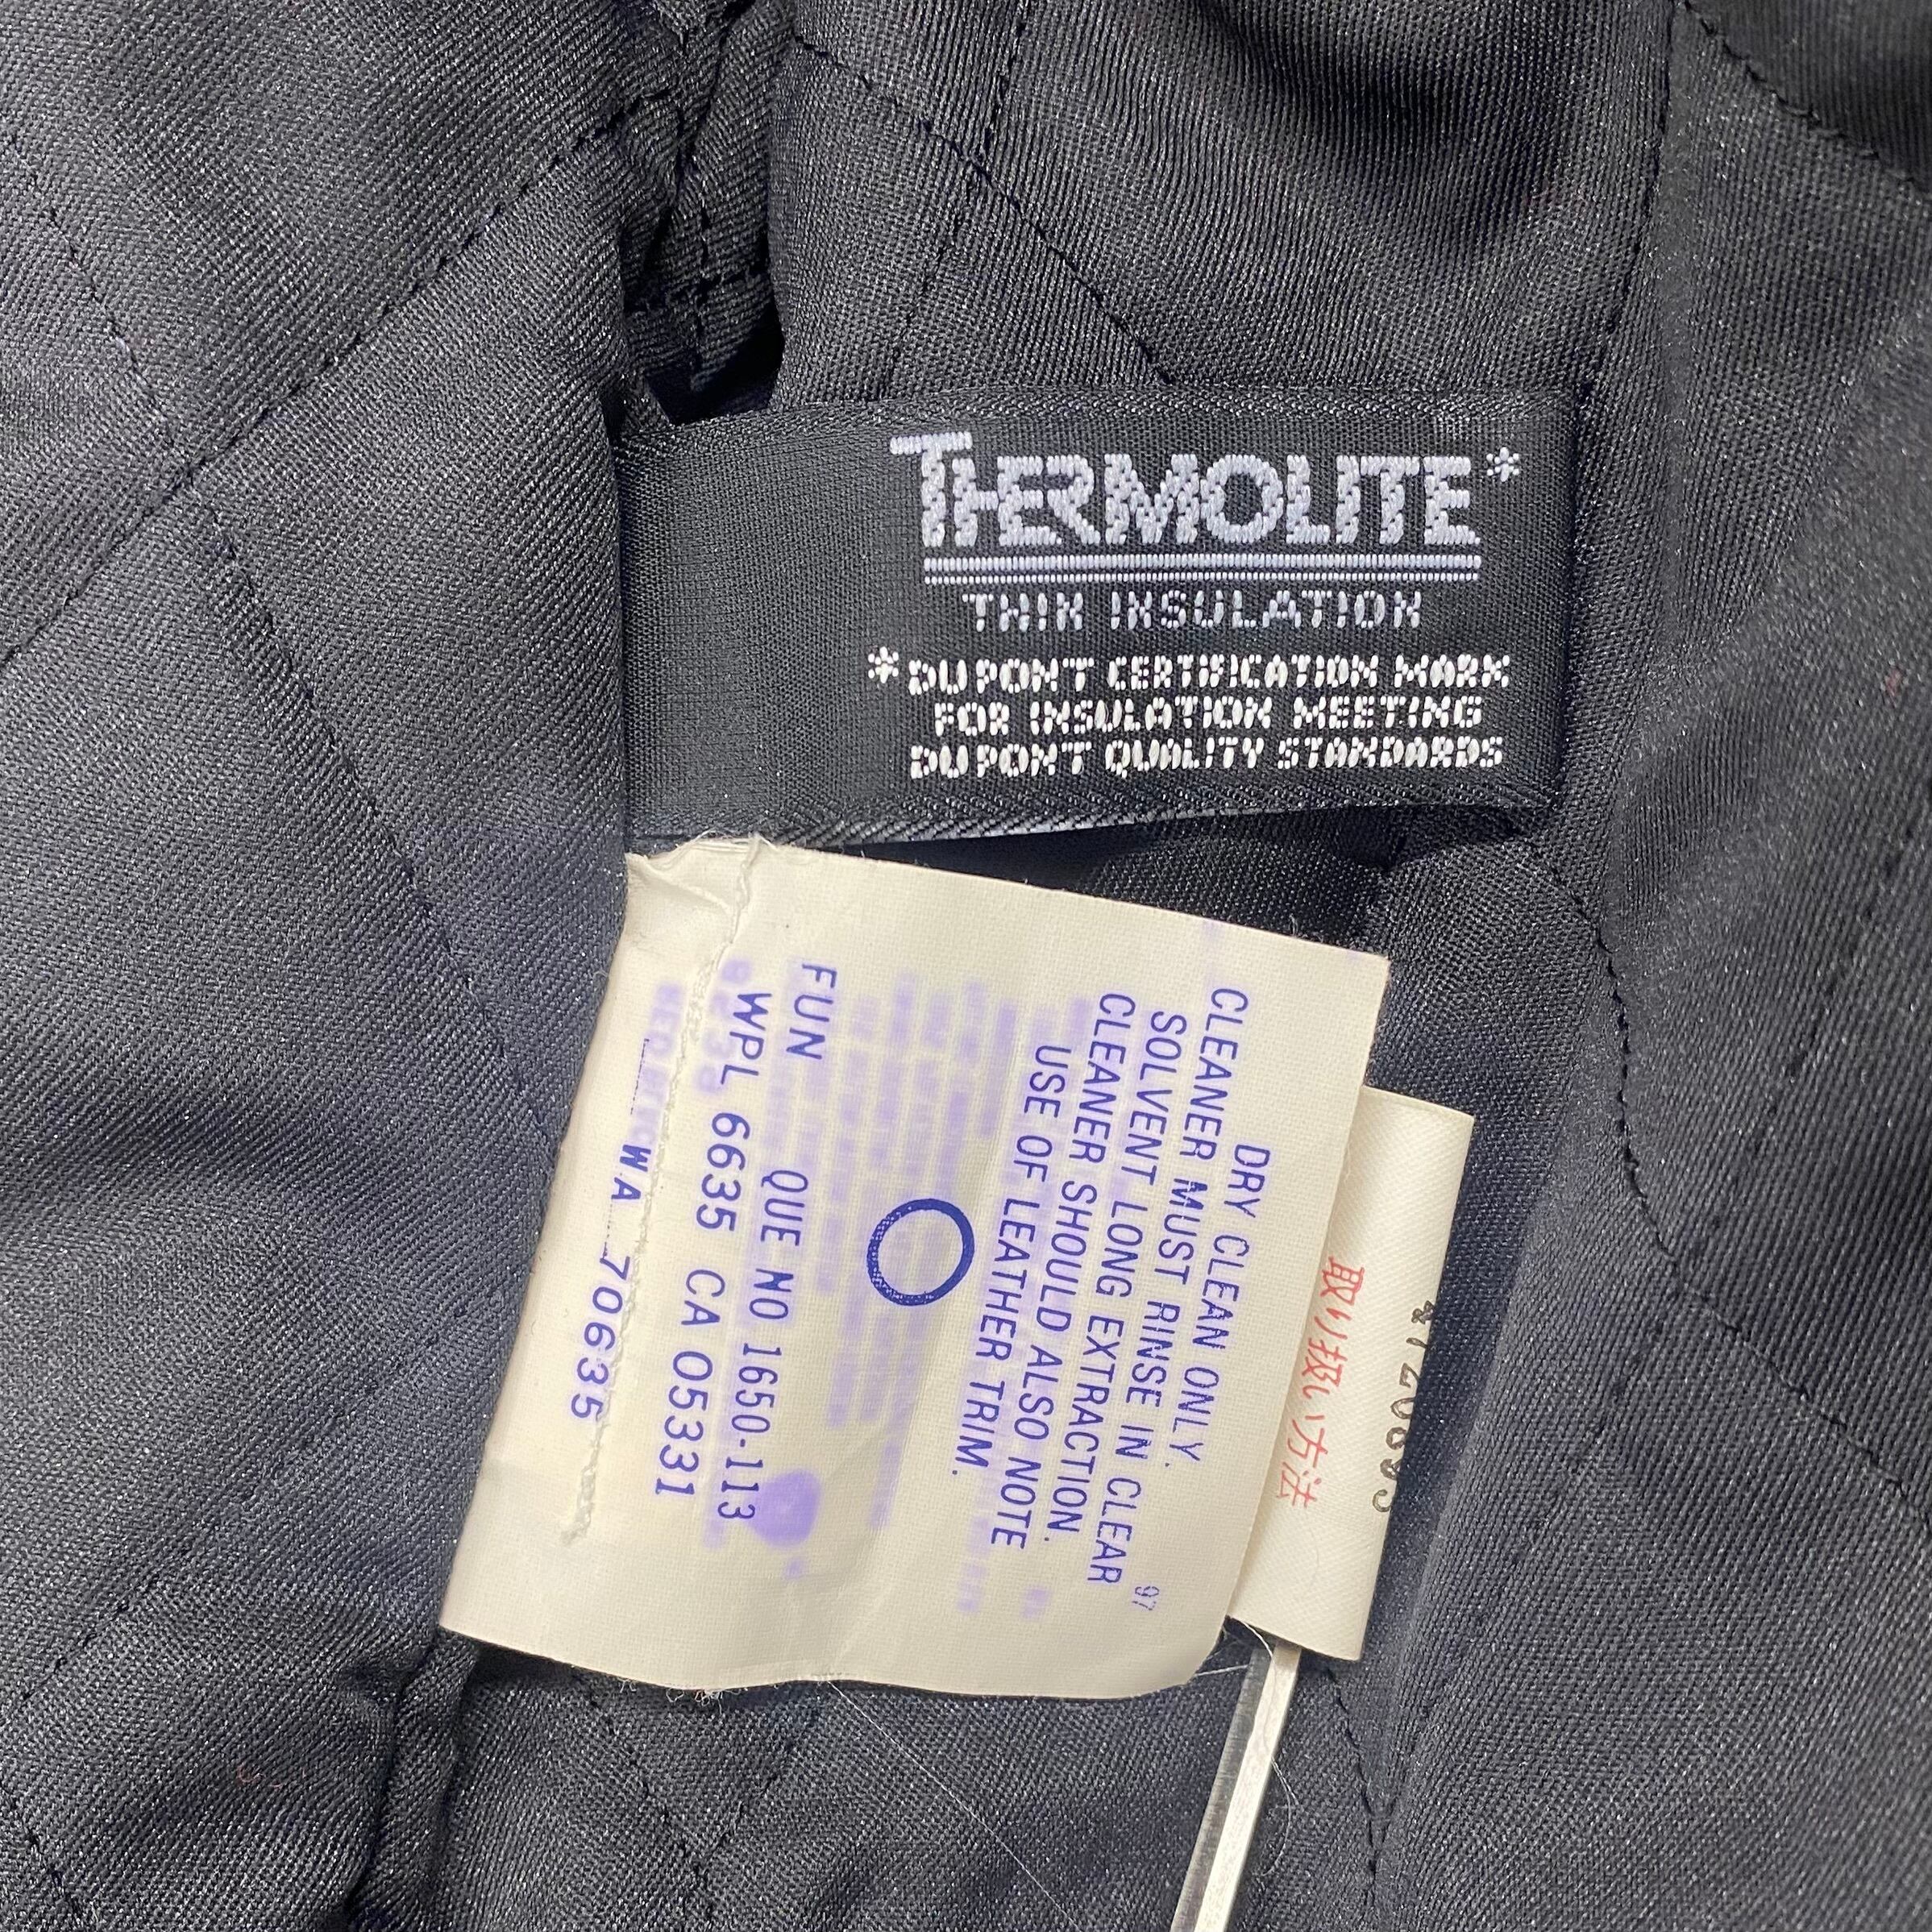 THERMOLITE*
THIN INSULATION
*DU PONT CERTIFICATION MARK
FOR INSULATION MEETING
DU PONT QUALITY STANDARDS
DRY CLEAN ONLY.
CLEANER MUST RINSE IN CLEAR
SOLVENT LONG EXTRACTION.
CLEANER SHOULD ALSO NOTE
USE OF LEATHER TRIM.
97
FUN QUE NO 1650-113
WPL 6635 CA 05331
WA 70635
取り扱い方法